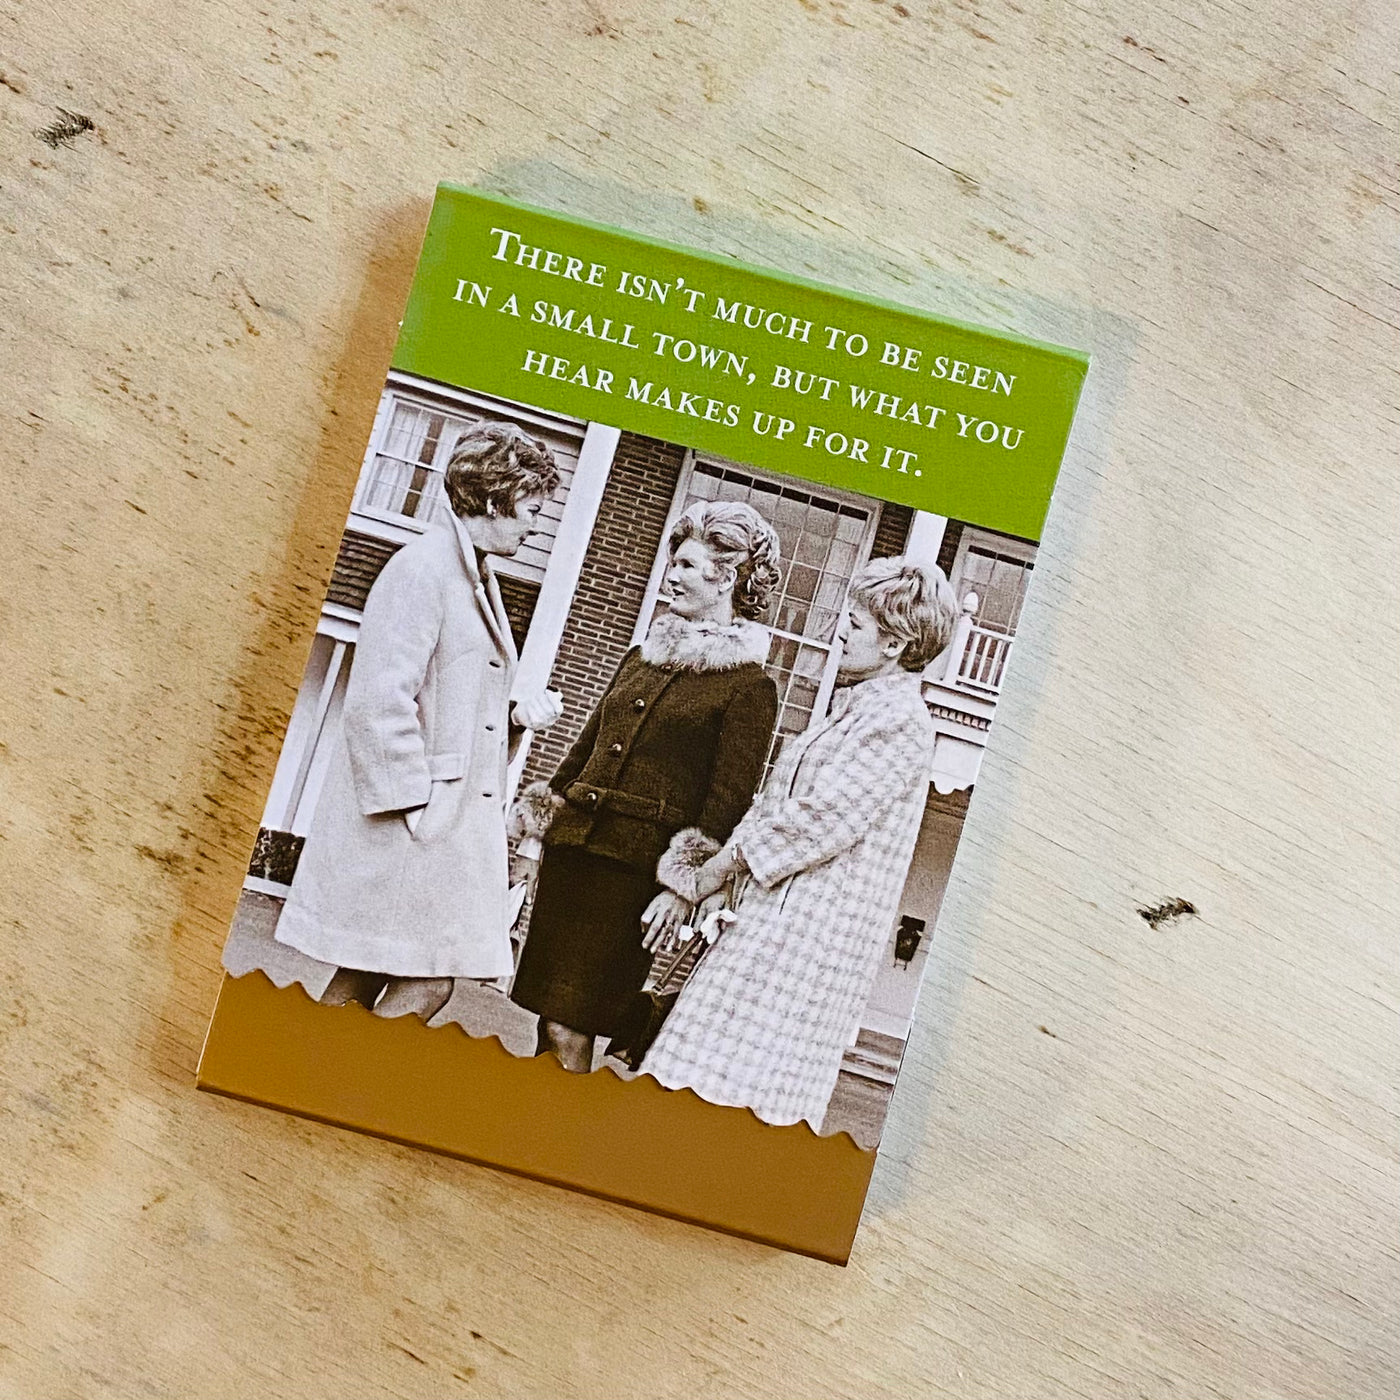 There isn't much to be seen
in a small town, but what you
hear makes up for it.